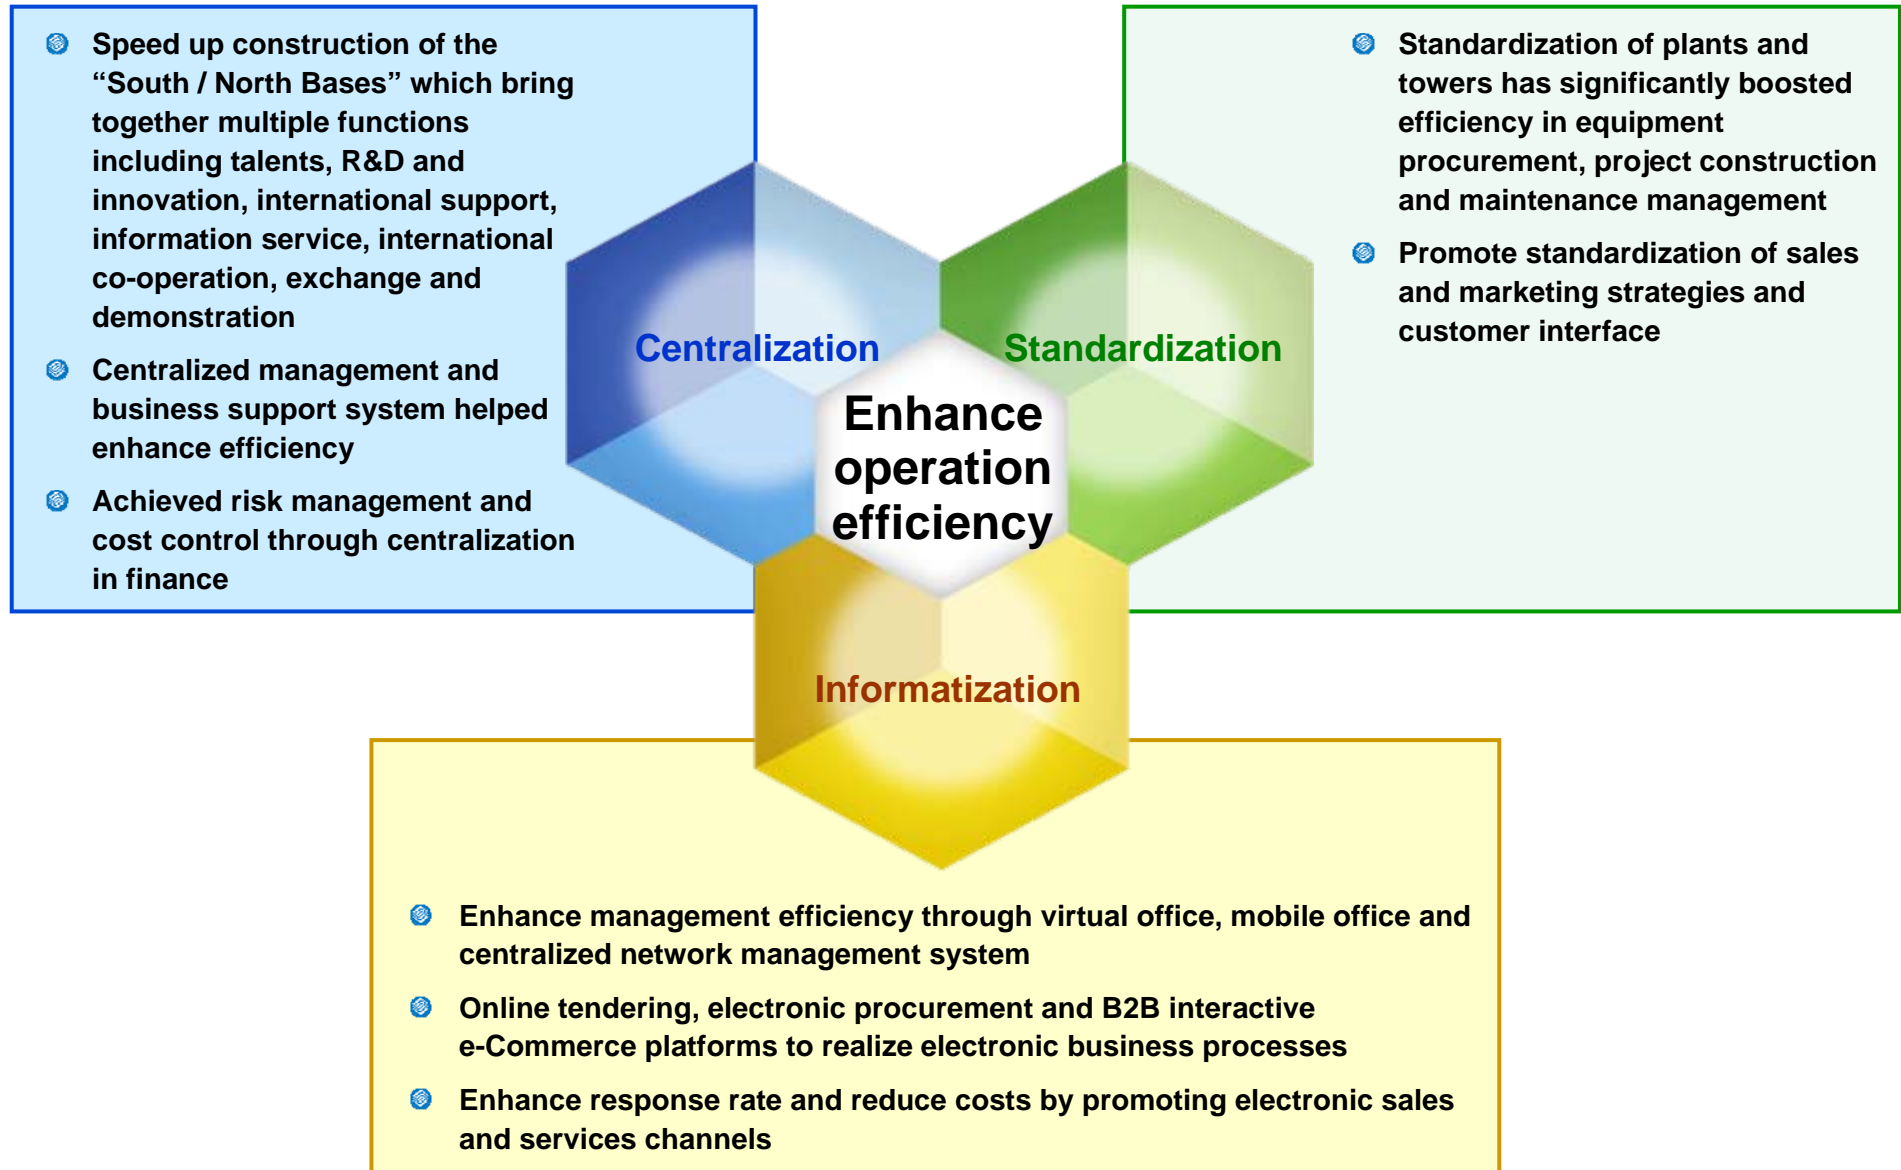 Speed up construction of the
“South / North Bases” which bring
together multiple functions
including talents, R&D and
innovation, international support,
information service, international
co-operation, exchange and
demonstration
Centralized management and
business support system helped
enhance efficiency
Achieved risk management and
cost control through centralization
in finance
Standardization of plants and
towers has significantly boosted
efficiency in equipment
procurement, project construction
and maintenance management
Promote standardization of sales
and marketing strategies and
customer interface
Centralization
Standardization
Enhance
operation
efficiency
Informatization
Enhance management efficiency through virtual office, mobile office and
centralized network management system
Online tendering, electronic procurement and B2B interactive
e-Commerce platforms to realize electronic business processes
Enhance response rate and reduce costs by promoting electronic sales
and services channels